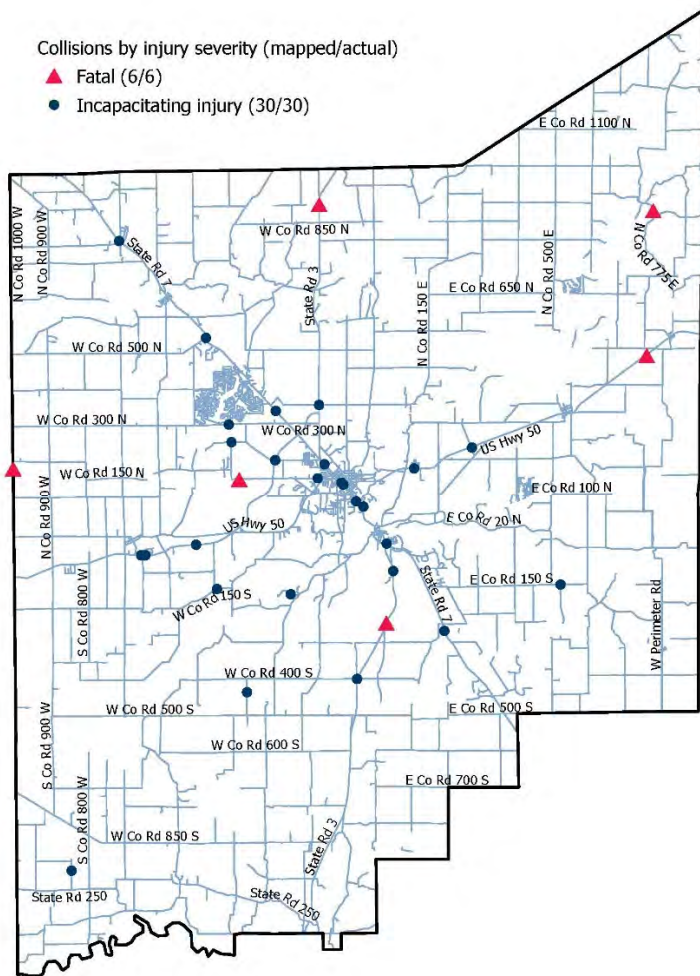 Collisions by injury severity (mapped/actual)
Fatal (6/6)
Incapacitating injury (30/30)
E Co Rd 1100 N
N Co Rd 1000 W
N Co Rd 900 W
State Rd 7
W Co Rd 850 N
State Rd 3
N Co Rd 150 E
E Co Rd 650 N
N Co Rd 500 E
N Co Rd 775 E
W Co Rd 500 N
W Co Rd 300 N
W Co Rd 300 N
US Hwy 50
W Co Rd 150 N
E Co Rd 100 N
N Co Rd 900 W
US Hwy 50
E Co Rd 20 N
S Co Rd 800 W
W Co Rd 150 S
State Rd 7
E Co Rd 150 S
W Perimeter Rd
W Co Rd 400 S
W Co Rd 500 S
E Co Rd 500 S
S Co Rd 900 W
W Co Rd 600 S
E Co Rd 700 S
S Co Rd 800 W
W Co Rd 850 S
State Rd 3
State Rd 250
State Rd 250